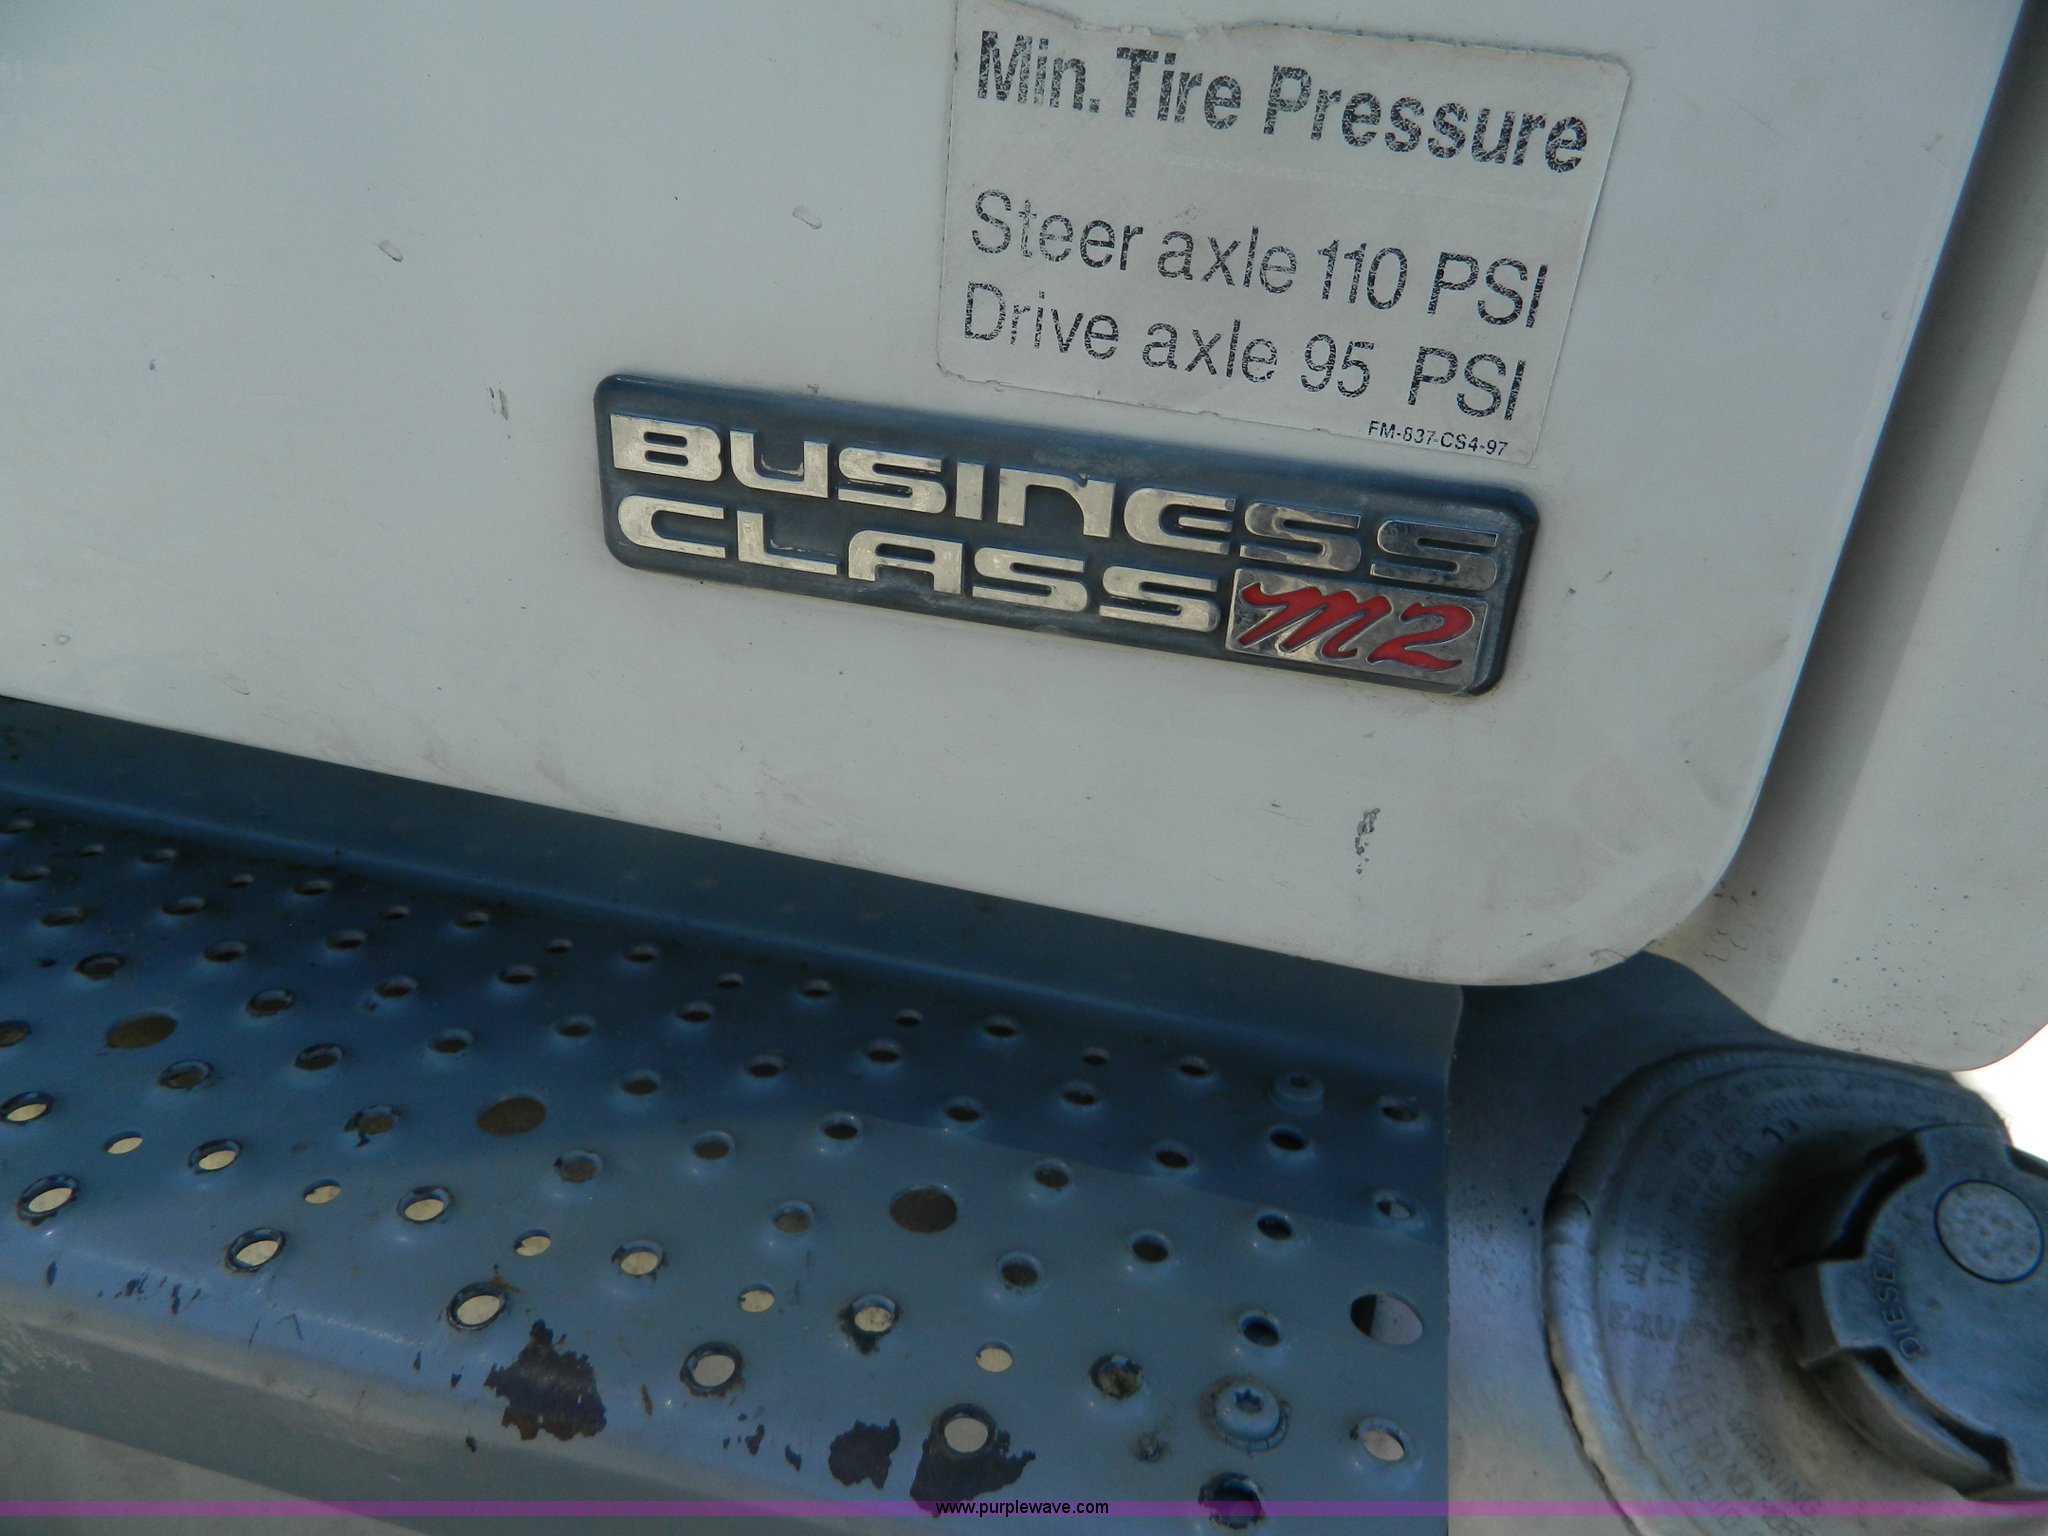 Min. Tire Pressure
Steer axle 110 PSI
Drive axle 95 PSI
FM-837-CS4-97
BUSINESS
CLASS M2
DIESEL
WARNING
www.purplewave.com